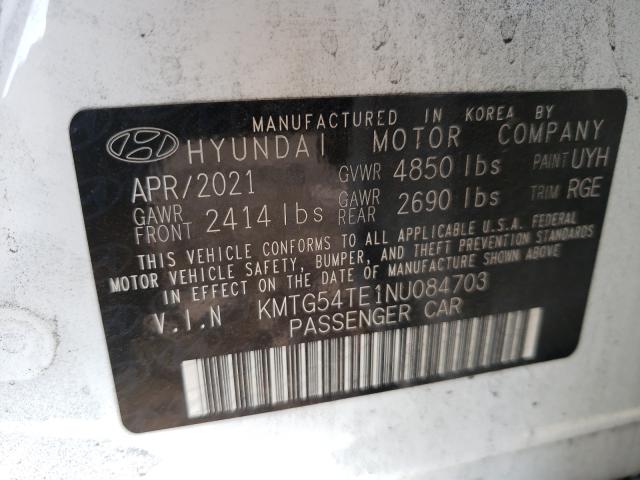 MANUFACTURED IN KOREA BY
HYUNDAI MOTOR COMPANY
APR/2021 GVWR 4850 lbs PAINT UYH
GAWR FRONT 2414 lbs GAWR REAR 2690 lbs TRIM RGE
THIS VEHICLE CONFORMS TO ALL APPLICABLE U.S.A. FEDERAL
MOTOR VEHICLE SAFETY, BUMPER, AND THEFT PREVENTION STANDARDS
IN EFFECT ON THE DATE OF MANUFACTURE SHOWN ABOVE
V.I.N KMTG54TE1NU084703
PASSENGER CAR